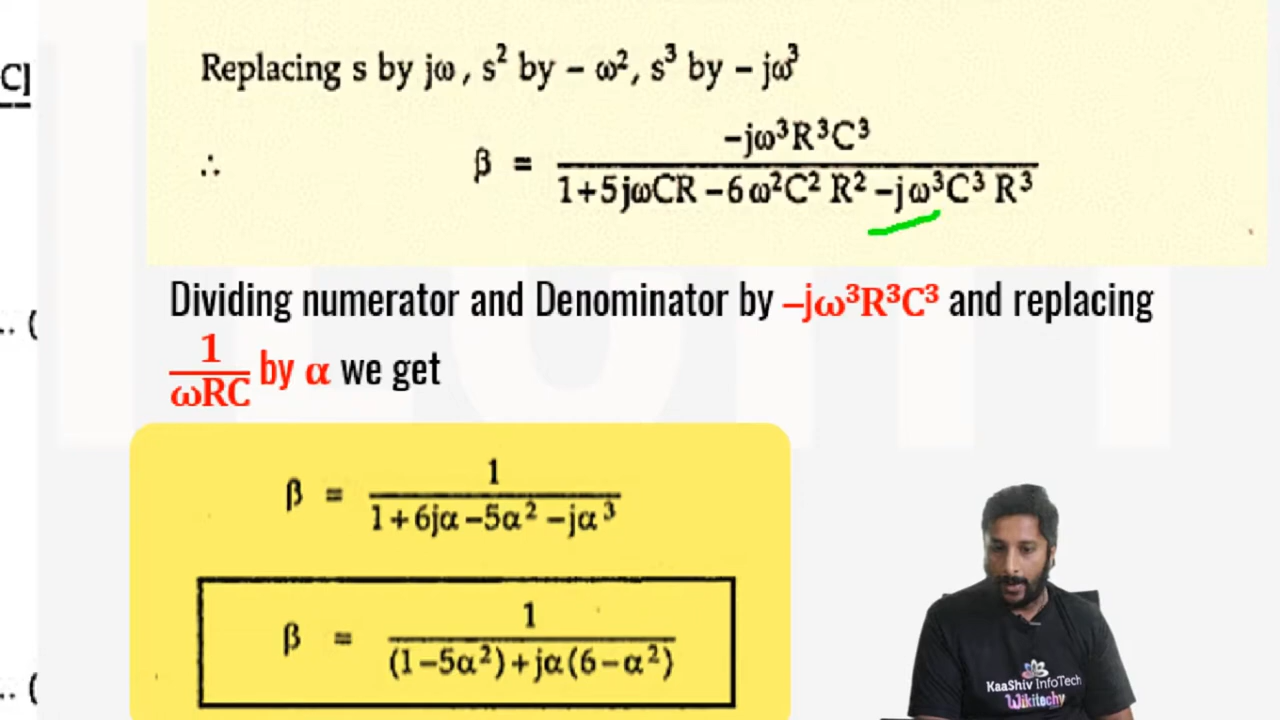 C]
Replacing s by jω, s² by – ω², s³ by – jω³
∴ β = –jω³R³C³ / 1+5jωCR –6ω²C² R² –jω³C³ R³
Dividing numerator and Denominator by –jω³R³C³ and replacing
.. (
1/ωRC by α we get
β = 1 / 1+6jα–5α² –jα³
β = 1 / (1–5α²)+jα(6–α²)
.. (
KaaShiv InfoTech
Wikitechy